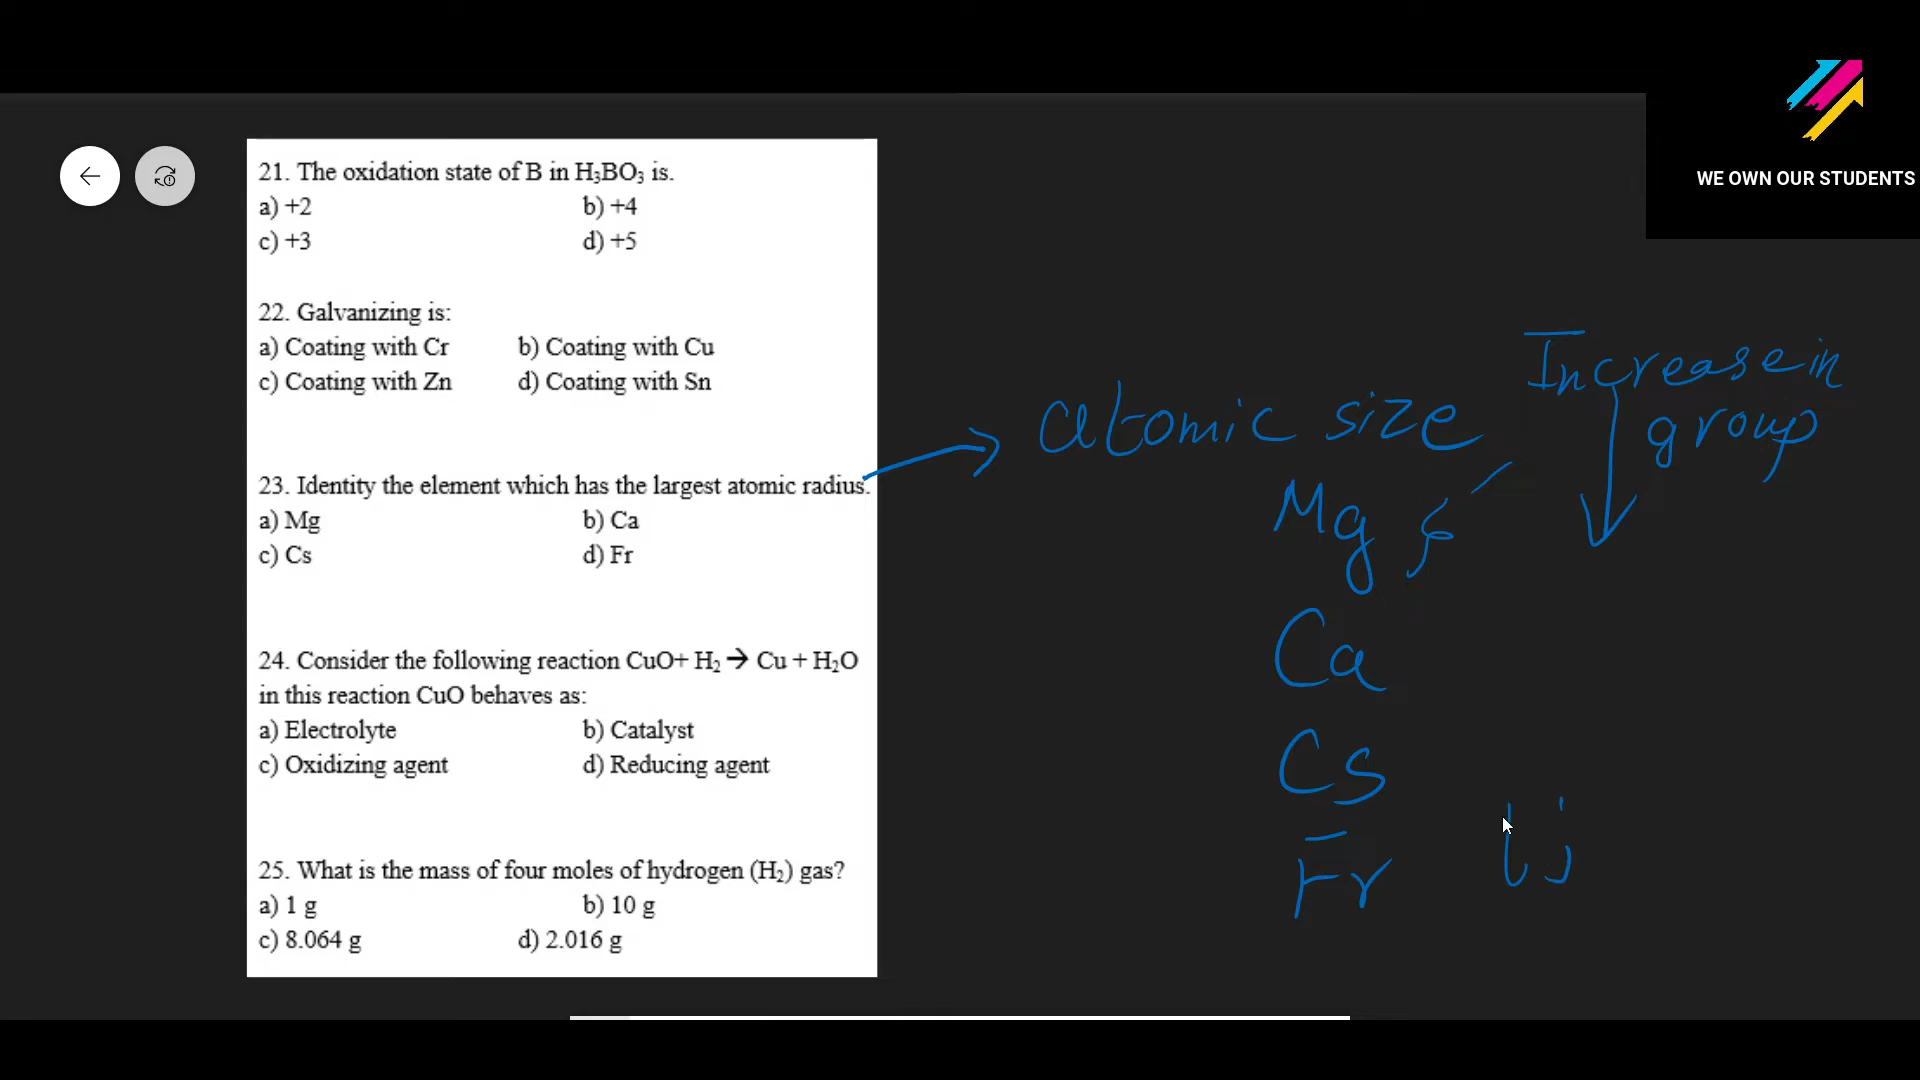 WE OWN OUR STUDENTS
21. The oxidation state of B in H₃BO₃ is.
a) +2 b) +4
c) +3 d) +5
22. Galvanizing is:
a) Coating with Cr b) Coating with Cu
c) Coating with Zn d) Coating with Sn
23. Identity the element which has the largest atomic radius.
a) Mg b) Ca
c) Cs d) Fr
24. Consider the following reaction CuO+ H₂ → Cu + H₂O
in this reaction CuO behaves as:
a) Electrolyte b) Catalyst
c) Oxidizing agent d) Reducing agent
25. What is the mass of four moles of hydrogen (H₂) gas?
a) 1 g b) 10 g
c) 8.064 g d) 2.016 g
atomic size
Increase in
group
Mg
Ca
Cs
Fr